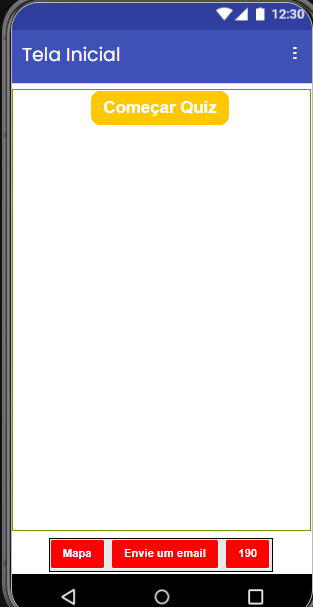 12:30
Tela Inicial
Começar Quiz
Mapa Envie um email 190